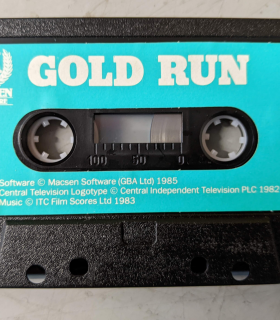 GOLD RUN
100 50 0
Software © Macsen Software (GBA Ltd) 1985
Central Television Logotype © Central Independent Television PLC 1982
Music © ITC Film Scores Ltd 1983